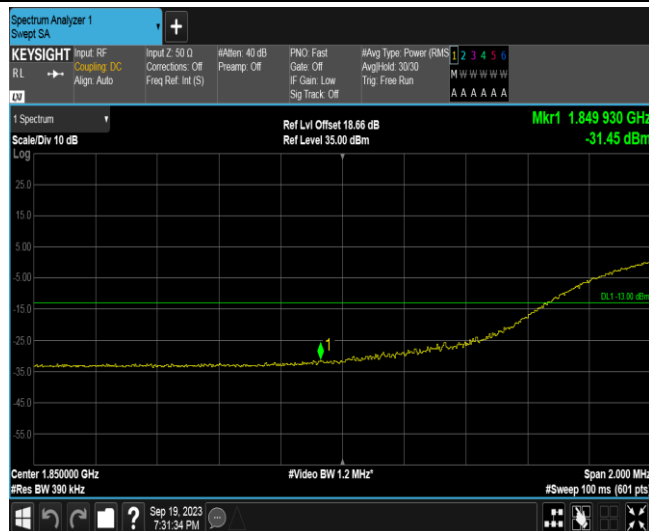 Spectrum Analyzer 1
Swept SA
+
KEYSIGHT
RL
LXI
Input: RF
Coupling: DC
Align: Auto
Input Z: 50 Ω
Corrections: Off
Freq Ref: Int (S)
#Atten: 40 dB
Preamp: Off
PNO: Fast
Gate: Off
IF Gain: Low
Sig Track: Off
#Avg Type: Power (RMS
Avg|Hold: 30/30
Trig: Free Run
1 2 3 4 5 6
M W W W W W
A A A A A A
1 Spectrum
Scale/Div 10 dB
Log
Ref Lvl Offset 18.66 dB
Ref Level 35.00 dBm
Mkr1 1.849 930 GHz
-31.45 dBm
25.0
15.0
5.00
-5.00
DL1 -13.00 dBm
-15.0
1
-25.0
-35.0
-45.0
-55.0
Center 1.850000 GHz
#Res BW 390 kHz
#Video BW 1.2 MHz*
Span 2.000 MHz
#Sweep 100 ms (601 pts)
?
Sep 19, 2023
7:31:34 PM